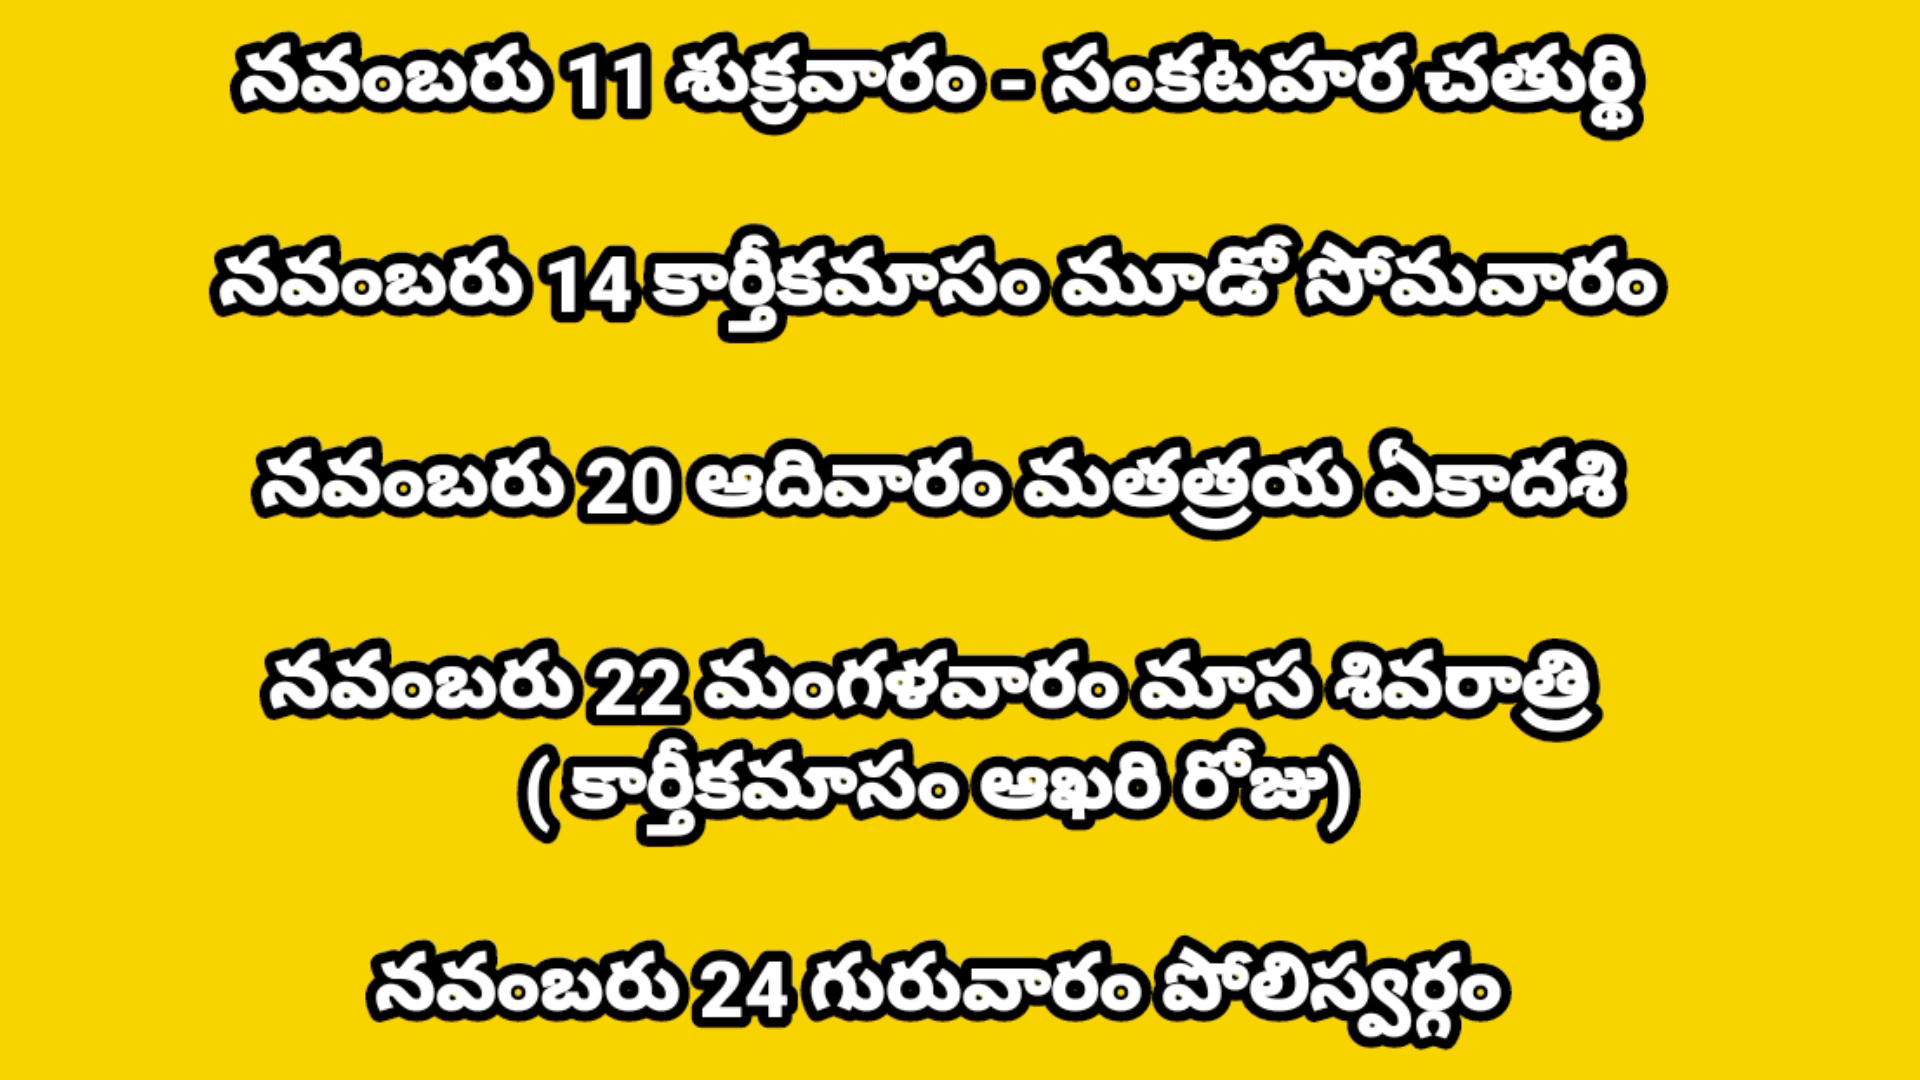 నవంబరు 11 శుక్రవారం - సంకటహర చతుర్థి
నవంబరు 14 కార్తీకమాసం మూడో సోమవారం
నవంబరు 20 ఆదివారం మతత్రయ ఏకాదశి
నవంబరు 22 మంగళవారం మాస శివరాత్రి
( కార్తీకమాసం ఆఖరి రోజు)
నవంబరు 24 గురువారం పోలిస్వర్గం